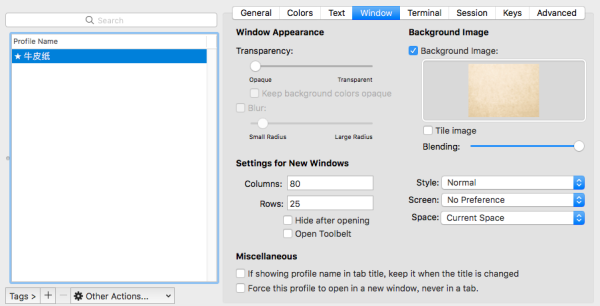 Search
Profile Name
★ 牛皮纸
Tags >
+
−
Other Actions...
General Colors Text Window Terminal Session Keys Advanced
Window Appearance
Transparency:
Opaque Transparent
Keep background colors opaque
Blur:
Small Radius Large Radius
Background Image
Background Image:
Tile image
Blending:
Settings for New Windows
Columns: 80
Rows: 25
Hide after opening
Open Toolbelt
Style: Normal
Screen: No Preference
Space: Current Space
Miscellaneous
If showing profile name in tab title, keep it when the title is changed
Force this profile to open in a new window, never in a tab.